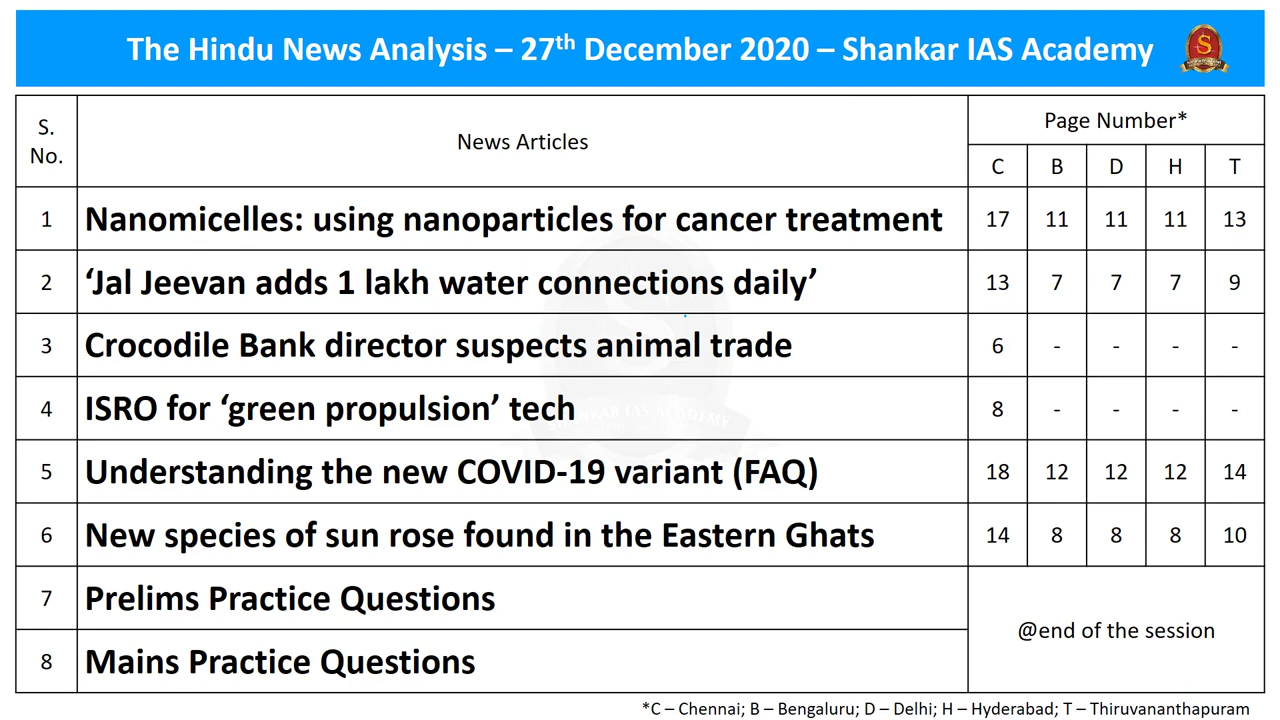 The Hindu News Analysis – 27th December 2020 – Shankar IAS Academy
S. No. News Articles Page Number*
C B D H T
1 Nanomicelles: using nanoparticles for cancer treatment 17 11 11 11 13
2 ‘Jal Jeevan adds 1 lakh water connections daily’ 13 7 7 7 9
3 Crocodile Bank director suspects animal trade 6 - - - -
4 ISRO for ‘green propulsion’ tech 8 - - - -
5 Understanding the new COVID-19 variant (FAQ) 18 12 12 12 14
6 New species of sun rose found in the Eastern Ghats 14 8 8 8 10
7 Prelims Practice Questions
@end of the session
8 Mains Practice Questions
*C – Chennai; B – Bengaluru; D – Delhi; H – Hyderabad; T – Thiruvananthapuram
SHANKAR IAS ACADEMY